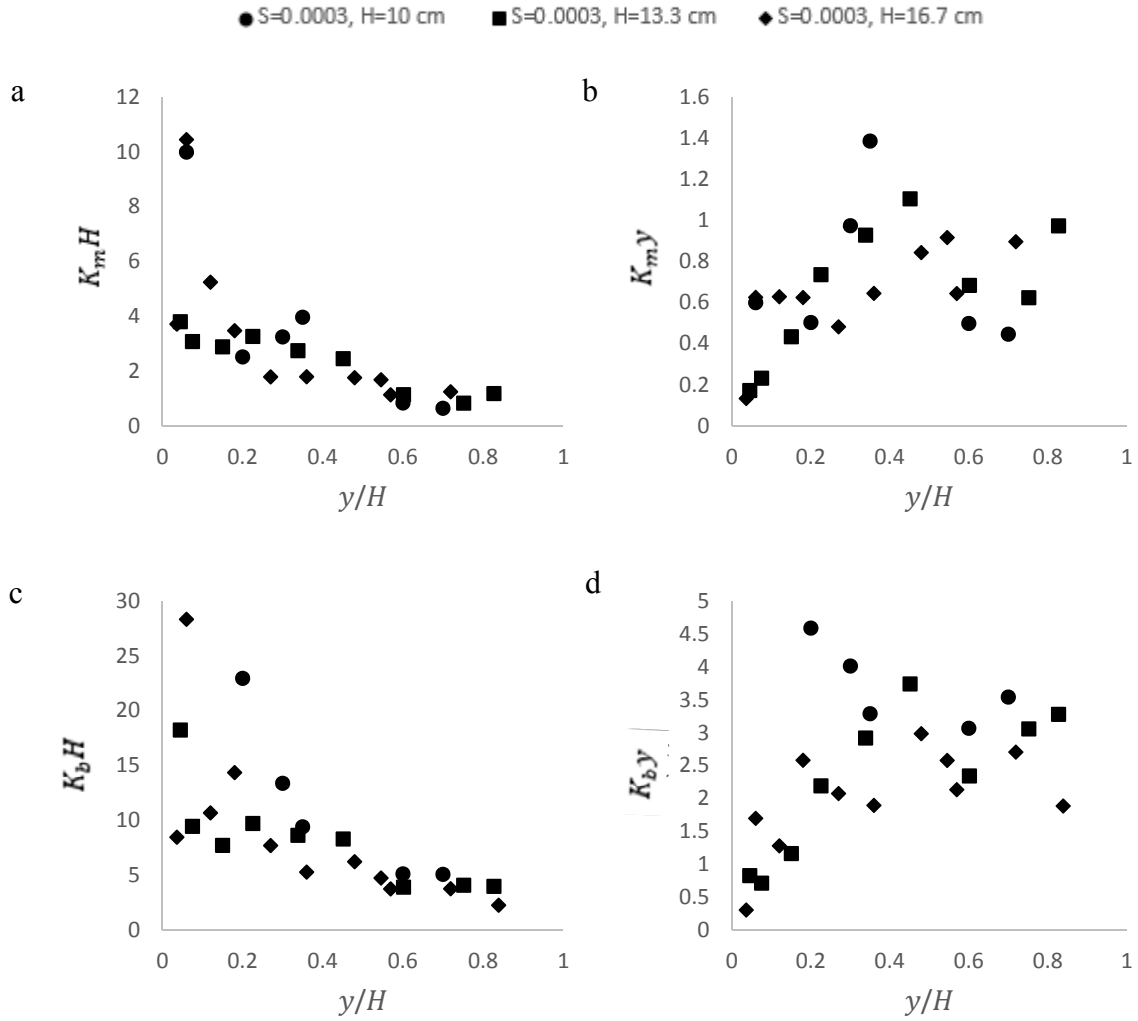 S=0.0003, H=10 cm S=0.0003, H=13.3 cm S=0.0003, H=16.7 cm
a
12
10
8
6
4
2
0
0 0.2 0.4 0.6 0.8 1
K_mH
y/H
b
1.6
1.4
1.2
1
0.8
0.6
0.4
0.2
0
0 0.2 0.4 0.6 0.8 1
K_my
y/H
c
30
25
20
15
10
5
0
0 0.2 0.4 0.6 0.8 1
K_bH
y/H
d
5
4.5
4
3.5
3
2.5
2
1.5
1
0.5
0
0 0.2 0.4 0.6 0.8 1
K_by
y/H